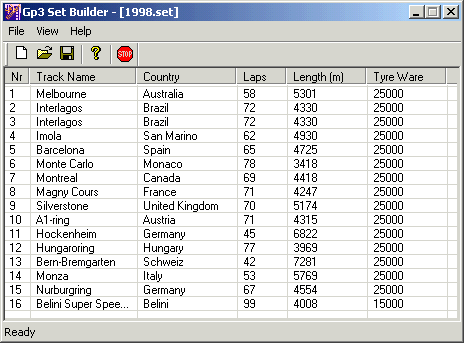 Gp3 Set Builder - [1998.set]
File View Help
STOP
Nr Track Name Country Laps Length (m) Tyre Ware
1 Melbourne Australia 58 5301 25000
2 Interlagos Brazil 72 4330 25000
3 Interlagos Brazil 72 4330 25000
4 Imola San Marino 62 4930 25000
5 Barcelona Spain 65 4725 25000
6 Monte Carlo Monaco 78 3418 25000
7 Montreal Canada 69 4418 25000
8 Magny Cours France 71 4247 25000
9 Silverstone United Kingdom 70 5174 25000
10 A1-ring Austria 71 4315 25000
11 Hockenheim Germany 45 6822 25000
12 Hungaroring Hungary 77 3969 25000
13 Bern-Bremgarten Schweiz 42 7281 25000
14 Monza Italy 53 5769 25000
15 Nurburgring Germany 67 4554 25000
16 Belini Super Spee... Belini 99 4008 15000
Ready